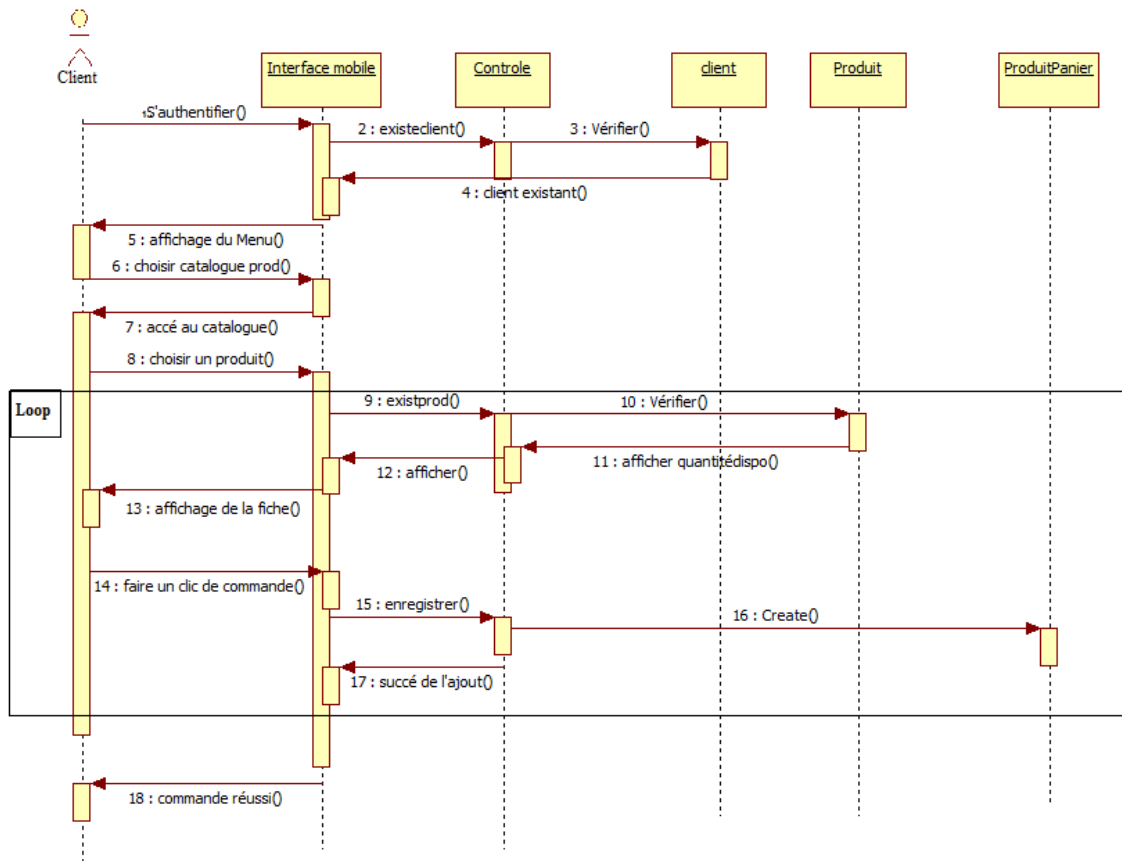 Client
Interface mobile
Controle
client
Produit
ProduitPanier
1S'authentifier()
2 : existeclient()
3 : Vérifier()
4 : client existant()
5 : affichage du Menu()
6 : choisir catalogue prod()
7 : accé au catalogue()
8 : choisir un produit()
Loop
9 : existprod()
10 : Vérifier()
11 : afficher quantitédispo()
12 : afficher()
13 : affichage de la fiche()
14 : faire un clic de commande()
15 : enregistrer()
16 : Create()
17 : succé de l'ajout()
18 : commande réussi()